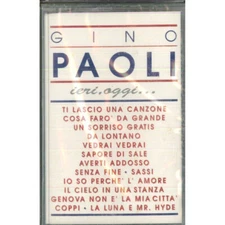 GINO
PAOLI
ieri..oggi...
TI LASCIO UNA CANZONE
COSA FARO' DA GRANDE
UN SORRISO GRATIS
DA LONTANO
VEDRAI VEDRAI
SAPORE DI SALE
AVERTI ADDOSSO
SENZA FINE • SASSI
IO SO PERCHE' L' AMORE
IL CIELO IN UNA STANZA
GENOVA NON E' LA MIA CITTA'
COPPI • LA LUNA E MR. HYDE